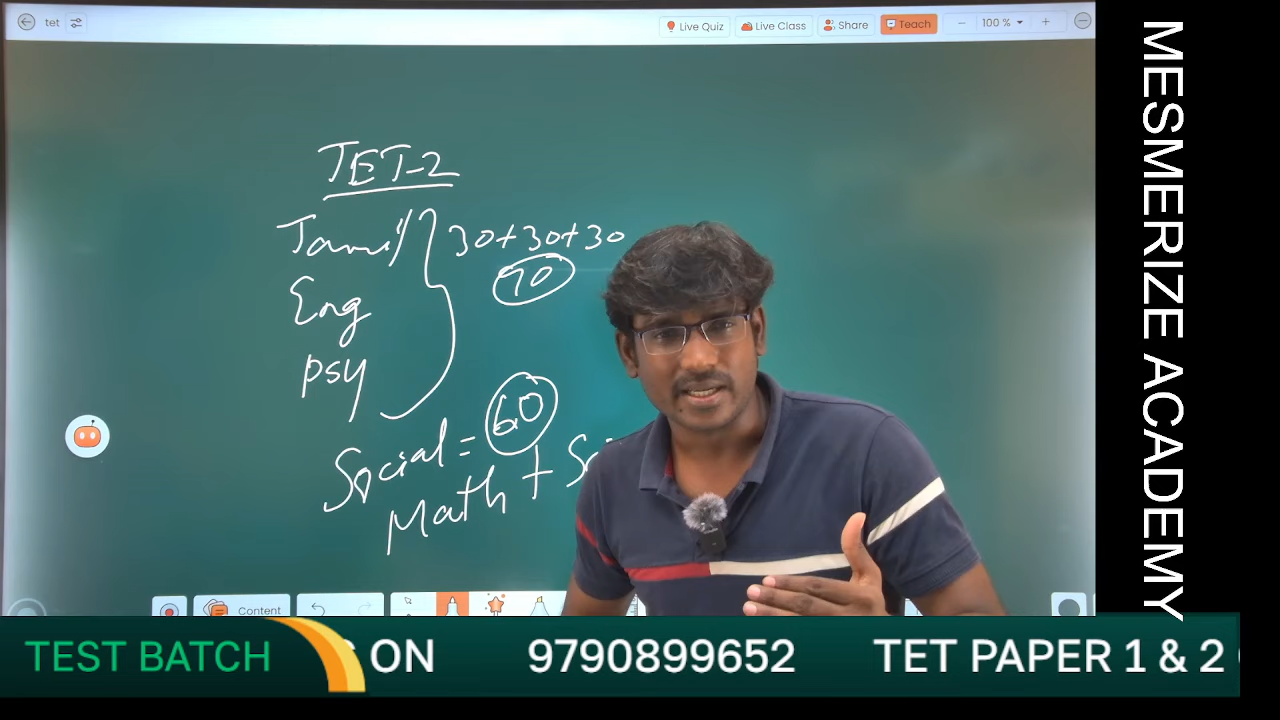 tet
Live Quiz
Live Class
Share
Teach
100 %
TET-2
Tamil
30+30+30
90
Eng
Psy
Social = 60
Math +
Content
MESMERIZE ACADEMY
TEST BATCH
ON
9790899652
TET PAPER 1 & 2